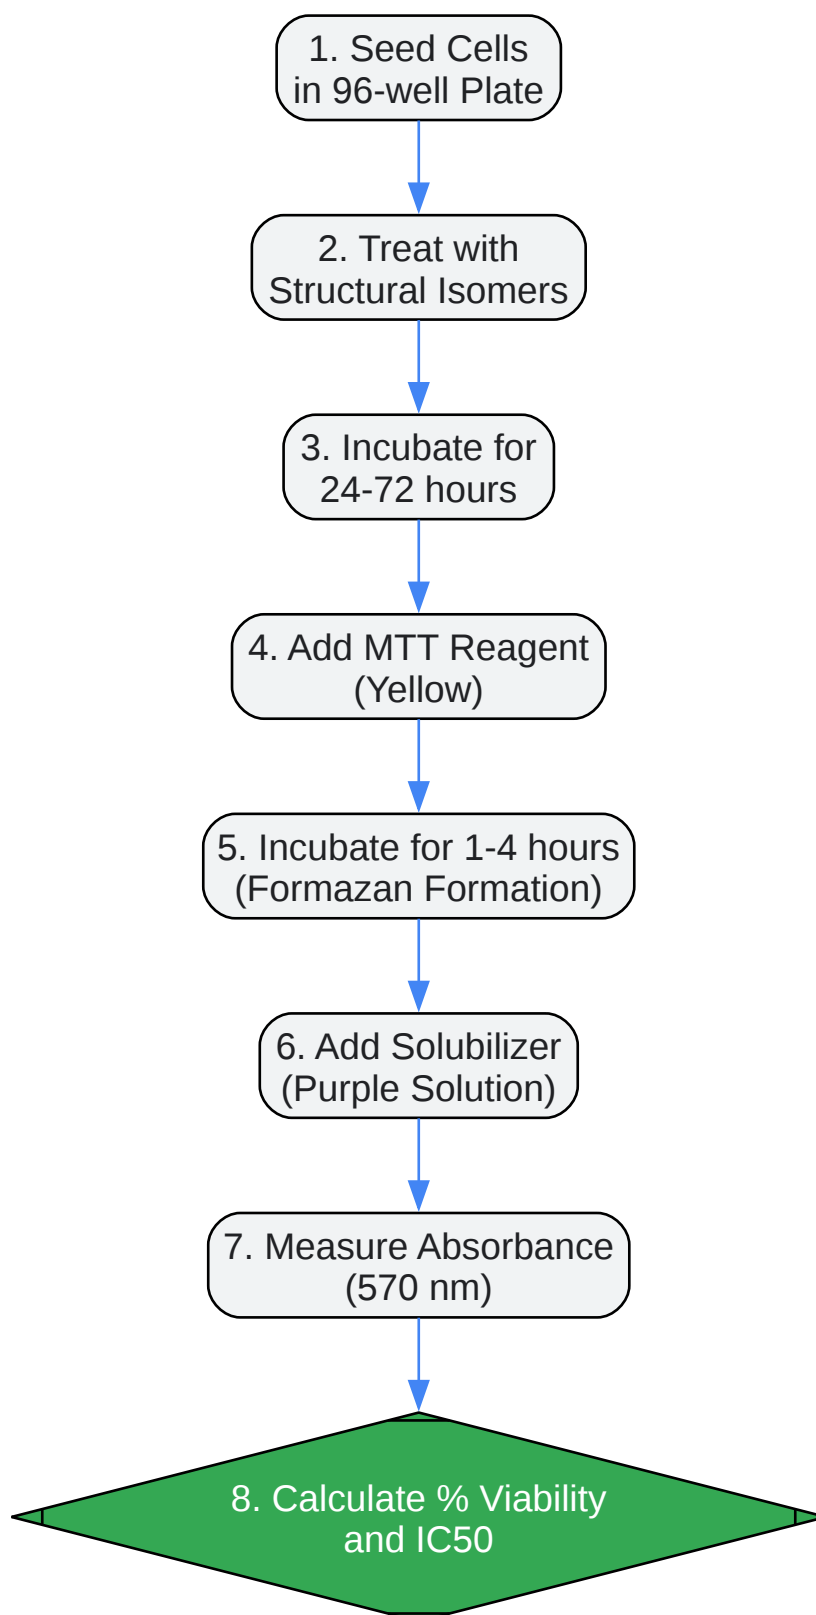 1. Seed Cells
in 96-well Plate
2. Treat with
Structural Isomers
3. Incubate for
24-72 hours
4. Add MTT Reagent
(Yellow)
5. Incubate for 1-4 hours
(Formazan Formation)
6. Add Solubilizer
(Purple Solution)
7. Measure Absorbance
(570 nm)
8. Calculate % Viability
and IC50